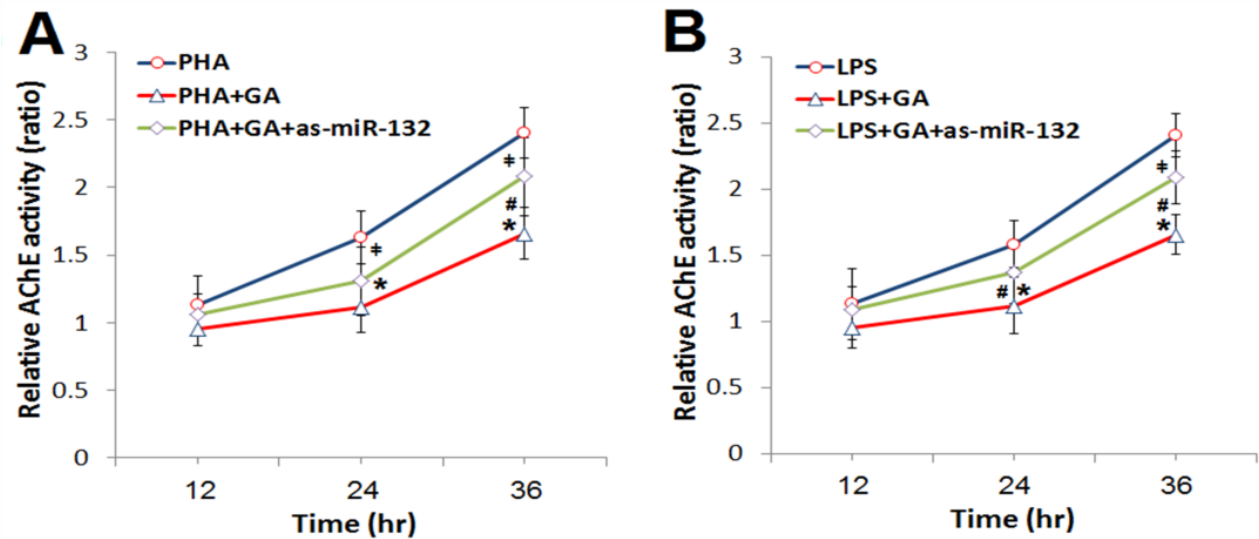 A
Relative AChE activity (ratio)
3
2.5
2
1.5
1
0.5
0
PHA
PHA+GA
PHA+GA+as-miR-132
ǂ
#
*
ǂ
*
12 24 36
Time (hr)
B
Relative AChE activity (ratio)
3
2.5
2
1.5
1
0.5
0
LPS
LPS+GA
LPS+GA+as-miR-132
ǂ
#
*
# *
12 24 36
Time (hr)